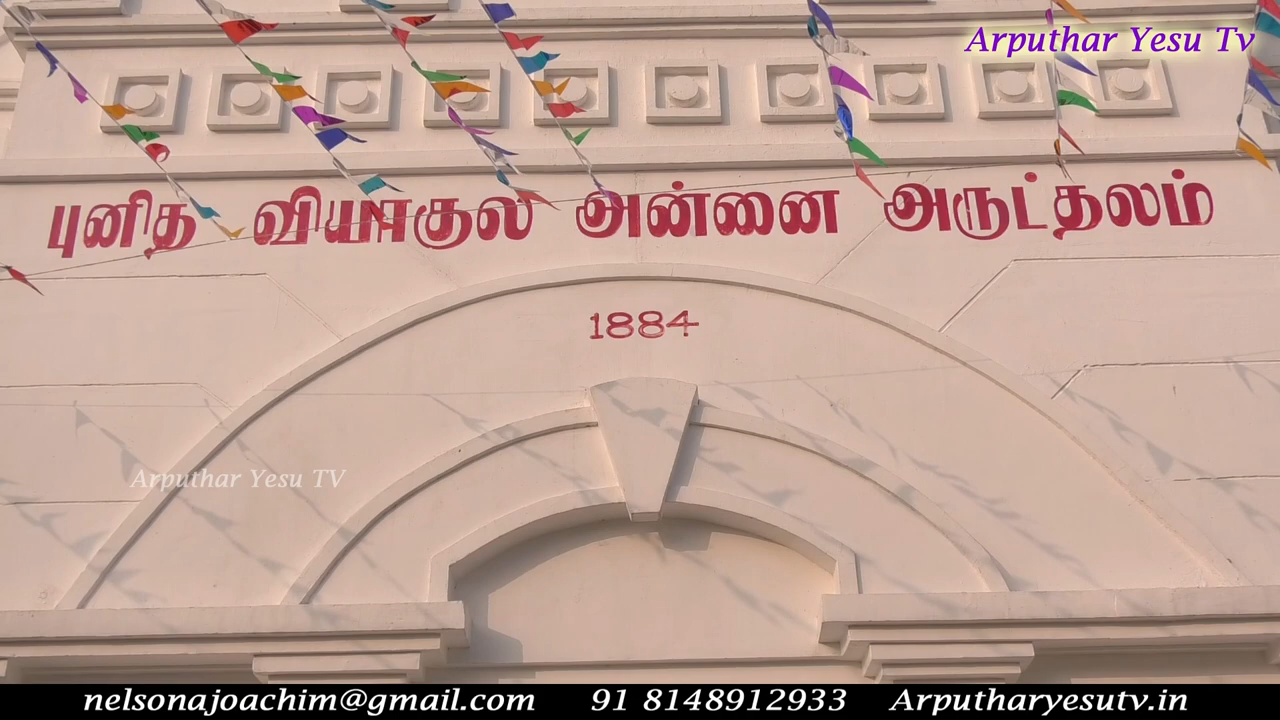 Arputhar Yesu Tv
புனித வியாகுல அன்னை அருட்தலம்
1884
Arputhar Yesu TV
nelsonajoachim@gmail.com 91 8148912933 Arputharyesutv.in